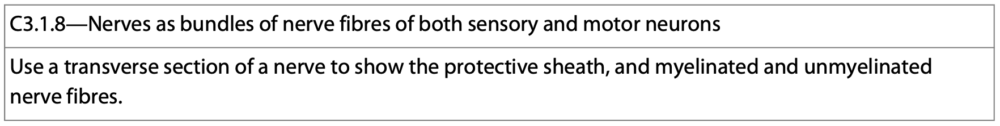 C3.1.8—Nerves as bundles of nerve fibres of both sensory and motor neurons
Use a transverse section of a nerve to show the protective sheath, and myelinated and unmyelinated
nerve fibres.